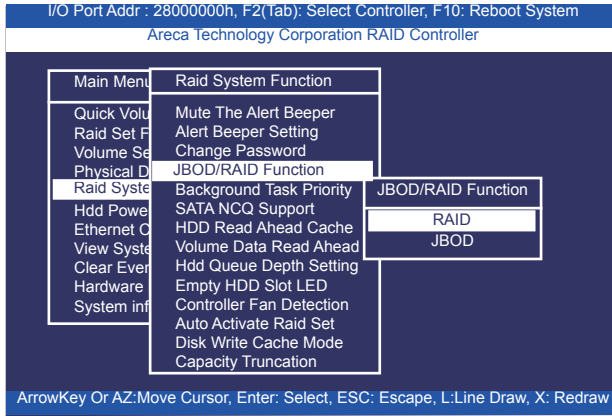 I/O Port Addr : 28000000h, F2(Tab): Select Controller, F10: Reboot System
Areca Technology Corporation RAID Controller
Main Menu
Quick Volu
Raid Set F
Volume Se
Physical D
Raid Syste
Hdd Powe
Ethernet C
View Syste
Clear Ever
Hardware
System inf
Raid System Function
Mute The Alert Beeper
Alert Beeper Setting
Change Password
JBOD/RAID Function
Background Task Priority
SATA NCQ Support
HDD Read Ahead Cache
Volume Data Read Ahead
Hdd Queue Depth Setting
Empty HDD Slot LED
Controller Fan Detection
Auto Activate Raid Set
Disk Write Cache Mode
Capacity Truncation
JBOD/RAID Function
RAID
JBOD
ArrowKey Or AZ:Move Cursor, Enter: Select, ESC: Escape, L:Line Draw, X: Redraw